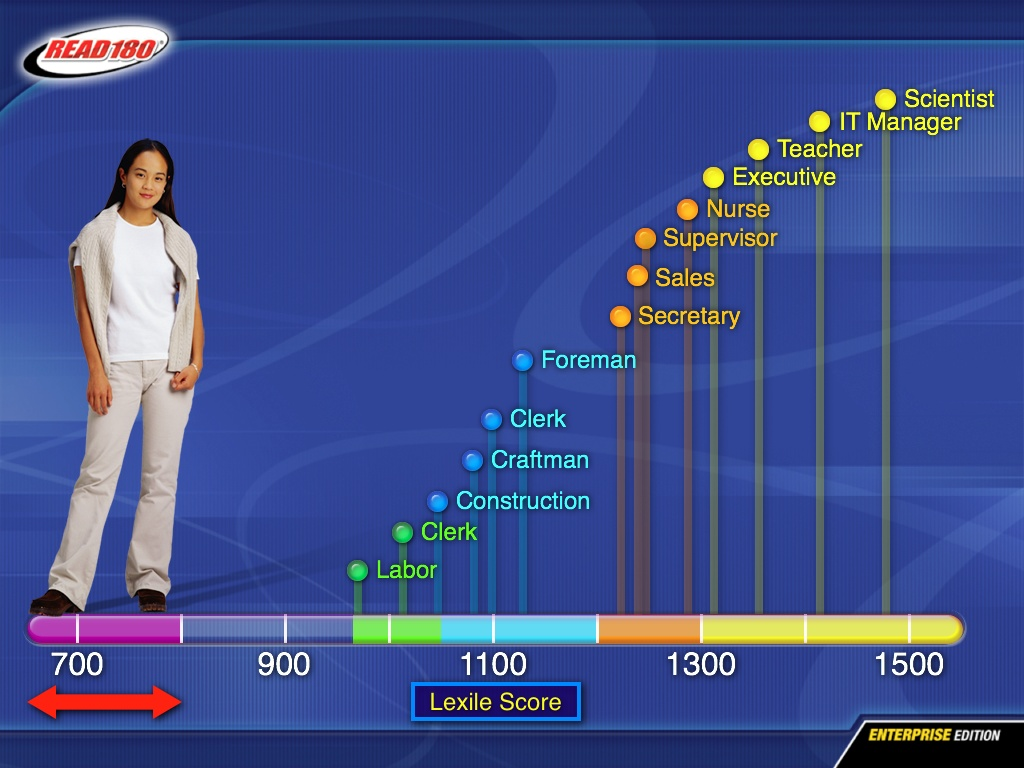 READ180
Scientist
IT Manager
Teacher
Executive
Nurse
Supervisor
Sales
Secretary
Foreman
Clerk
Craftman
Construction
Clerk
Labor
700 900 1100 1300 1500
Lexile Score
ENTERPRISE EDITION